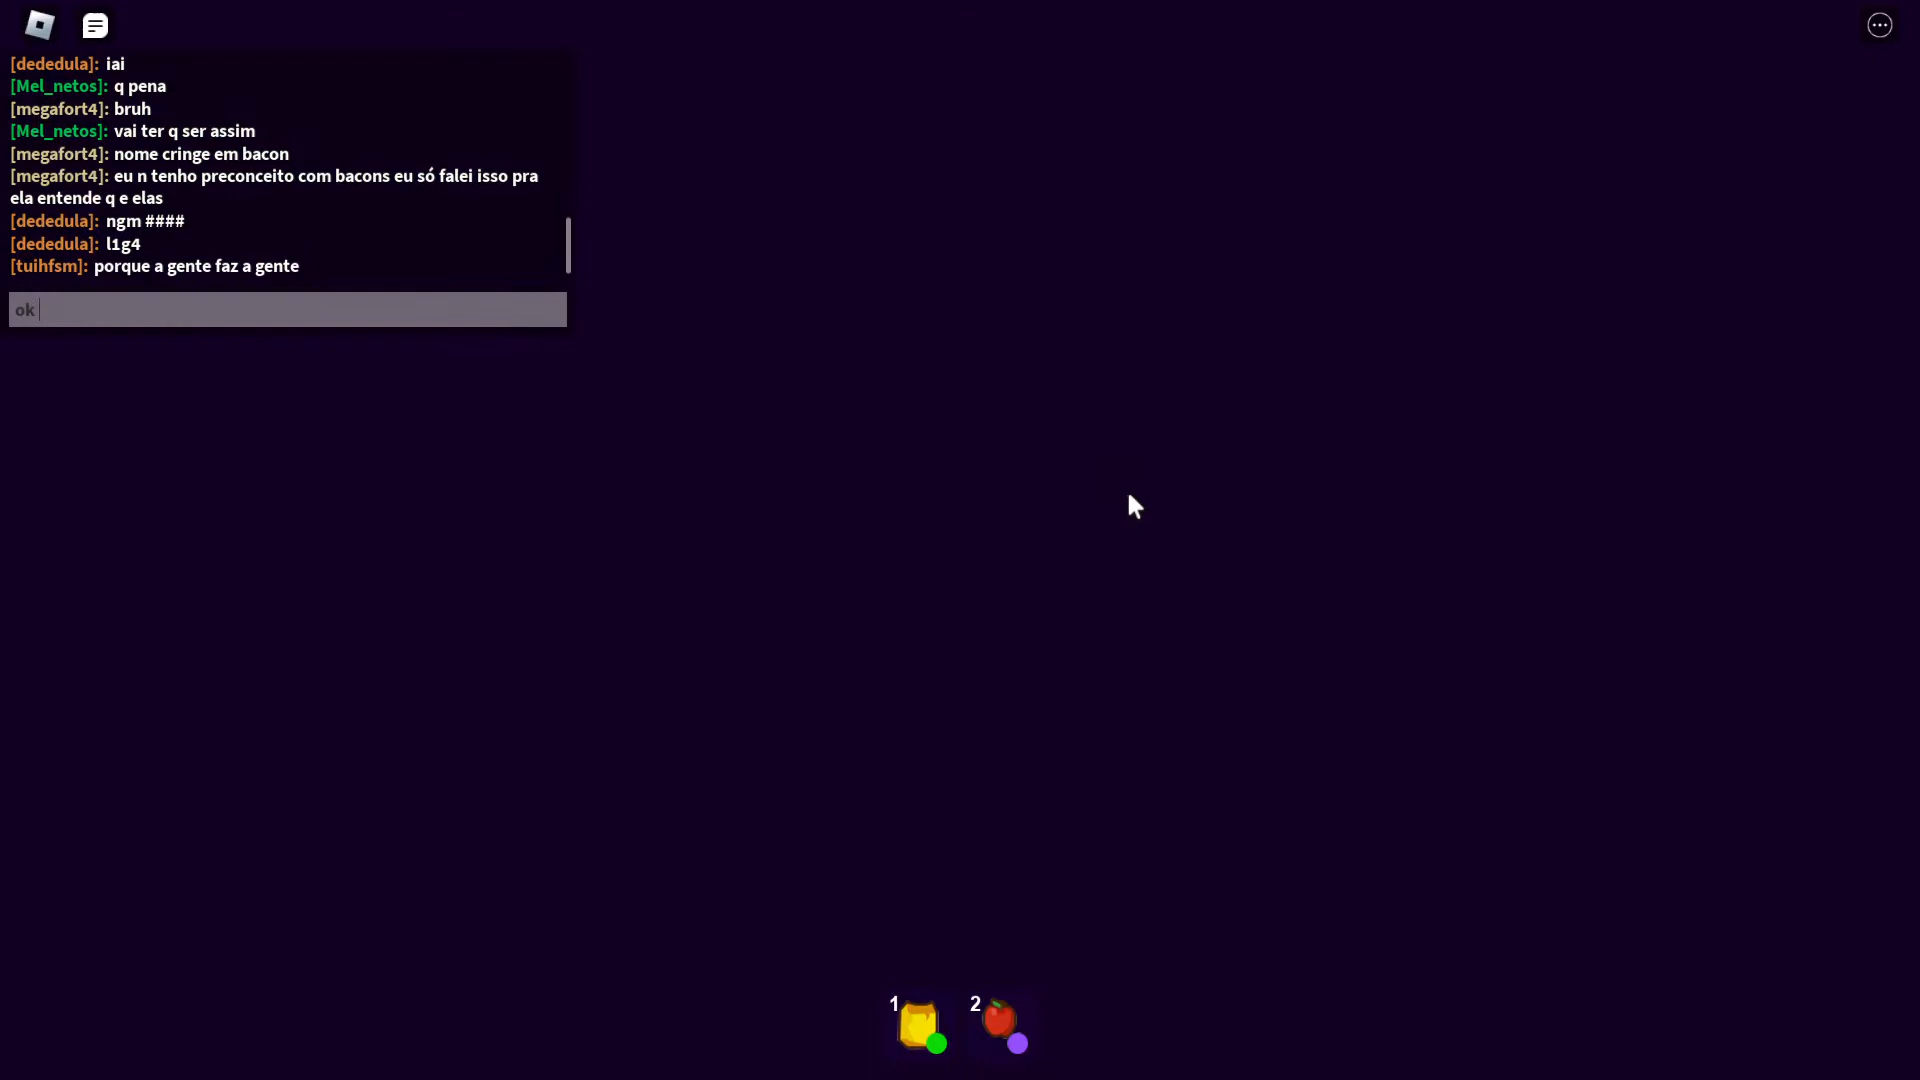 [dededula]: iai
[Mel_netos]: q pena
[megafort4]: bruh
[Mel_netos]: vai ter q ser assim
[megafort4]: nome cringe em bacon
[megafort4]: eu n tenho preconceito com bacons eu só falei isso pra
ela entende q e elas
[dededula]: ngm ####
[dededula]: l1g4
[tuihfsm]: porque a gente faz a gente
ok
1 2